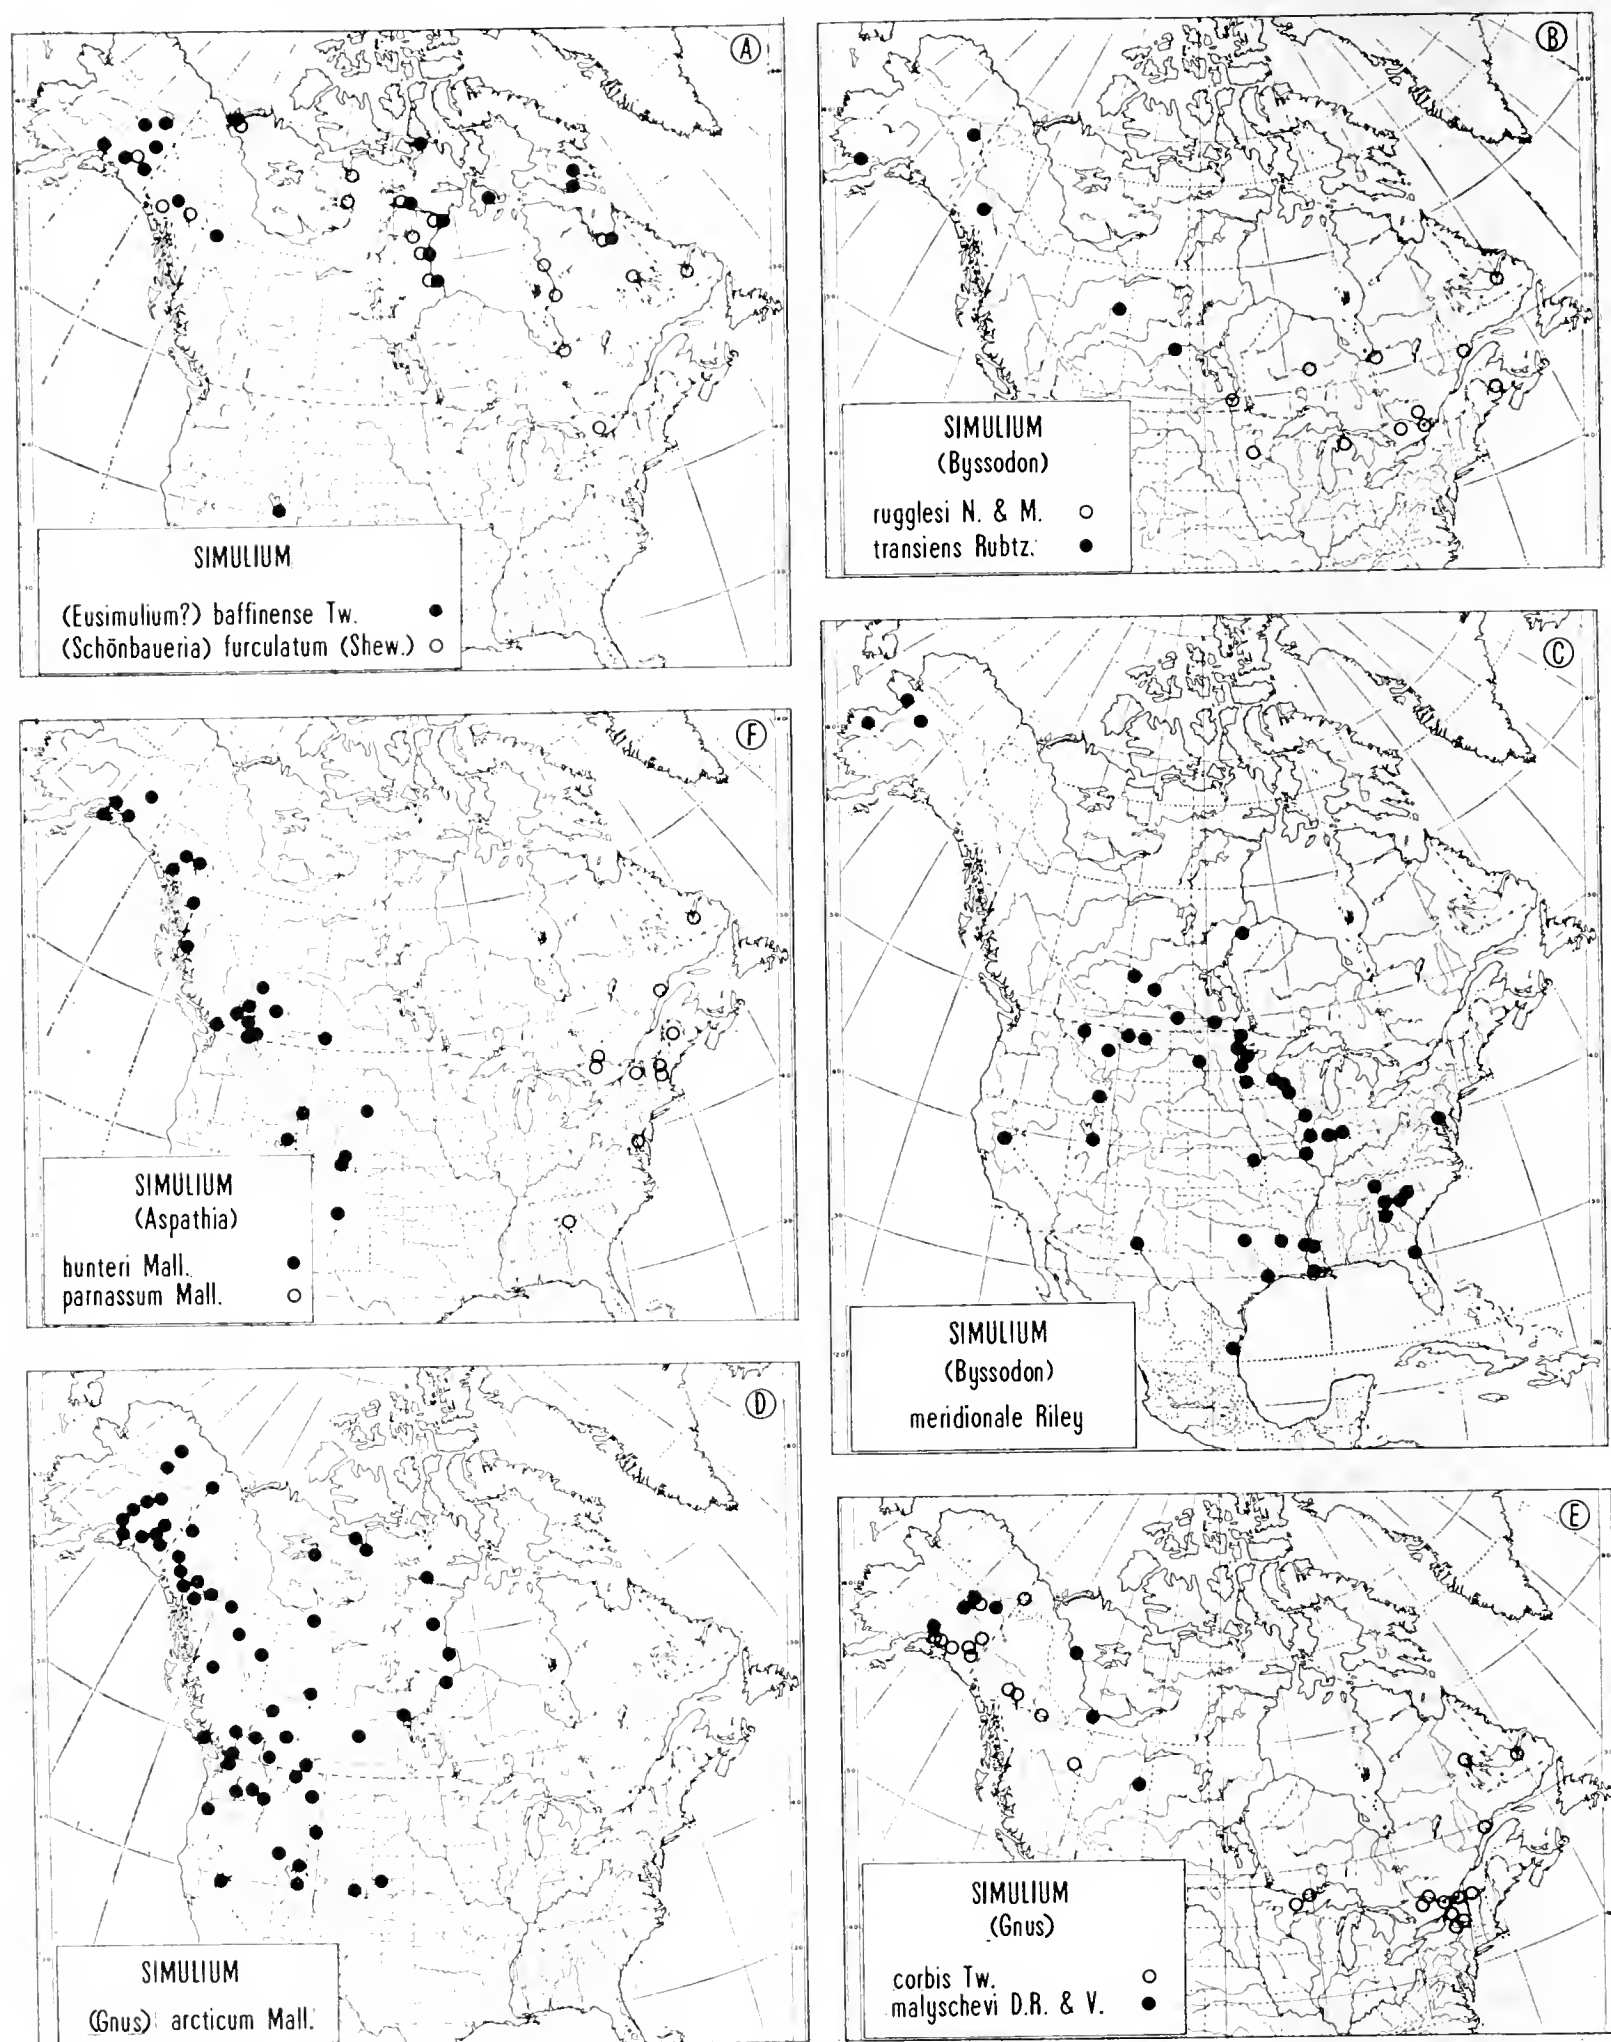 A
SIMULIUM
(Eusimulium?) baffinense Tw.
(Schönbaueria) furculatum (Shew.)
B
SIMULIUM
(Byssodon)
rugglesi N. & M.
transiens Rubtz.
C
SIMULIUM
(Byssodon)
meridionale Riley
F
SIMULIUM
(Aspathia)
hunteri Mall.
parnassum Mall.
D
SIMULIUM
(Gnus) arcticum Mall.
E
SIMULIUM
(Gnus)
corbis Tw.
malyschevi D.R. & V.